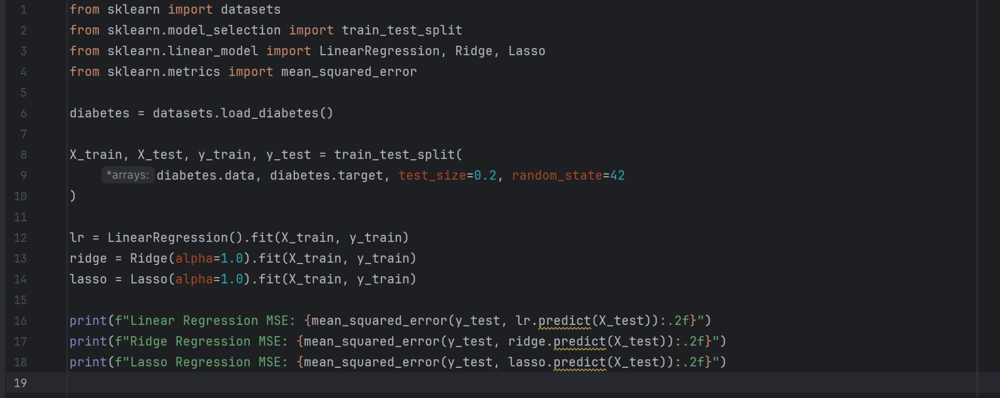 1 from sklearn import datasets
2 from sklearn.model_selection import train_test_split
3 from sklearn.linear_model import LinearRegression, Ridge, Lasso
4 from sklearn.metrics import mean_squared_error
5
6 diabetes = datasets.load_diabetes()
7
8 X_train, X_test, y_train, y_test = train_test_split(
9 *arrays: diabetes.data, diabetes.target, test_size=0.2, random_state=42
10 )
11
12 lr = LinearRegression().fit(X_train, y_train)
13 ridge = Ridge(alpha=1.0).fit(X_train, y_train)
14 lasso = Lasso(alpha=1.0).fit(X_train, y_train)
15
16 print(f"Linear Regression MSE: {mean_squared_error(y_test, lr.predict(X_test)):.2f}")
17 print(f"Ridge Regression MSE: {mean_squared_error(y_test, ridge.predict(X_test)):.2f}")
18 print(f"Lasso Regression MSE: {mean_squared_error(y_test, lasso.predict(X_test)):.2f}")
19